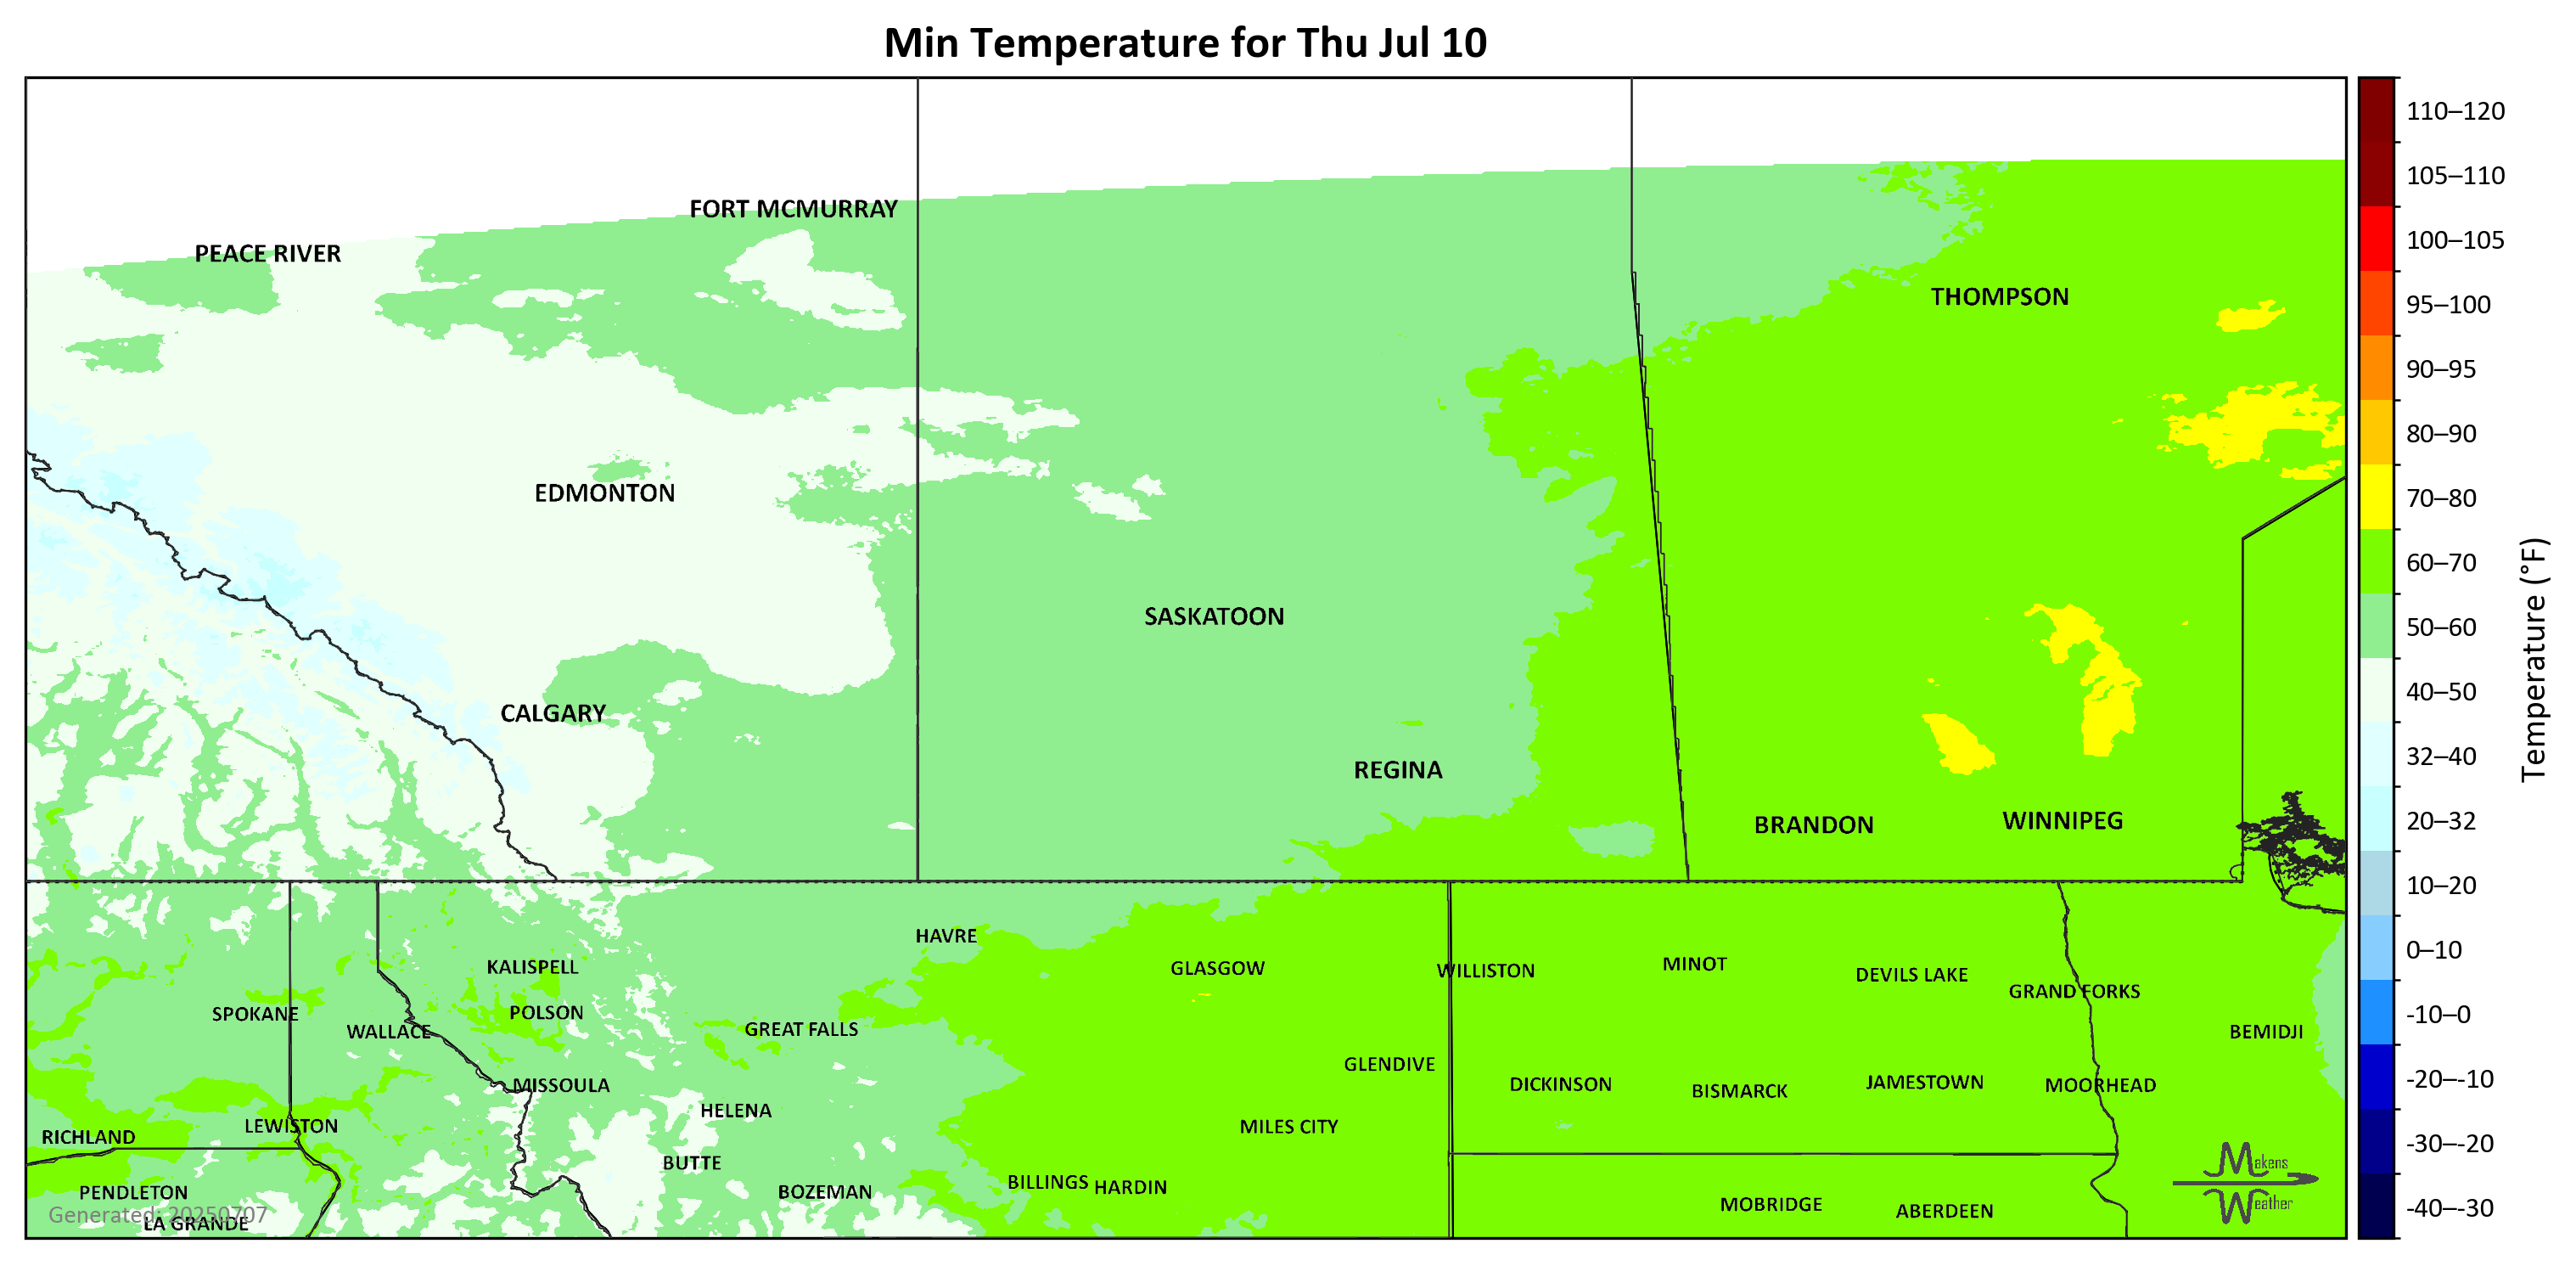 Min Temperature for Thu Jul 10
110–120
105–110
FORT MCMURRAY
100–105
PEACE RIVER
THOMPSON
95–100
90–95
80–90
EDMONTON
70–80
60–70
SASKATOON
50–60
Temperature (°F)
40–50
CALGARY
32–40
REGINA
20–32
BRANDON
WINNIPEG
10–20
HAVRE
0–10
KALISPELL
GLASGOW
WILLISTON
MINOT
DEVILS LAKE
GRAND FORKS
-10–0
SPOKANE
POLSON
WALLACE
GREAT FALLS
BEMIDJI
GLENDIVE
-20–-10
MISSOULA
DICKINSON
BISMARCK
JAMESTOWN
MOORHEAD
HELENA
LEWISTON
MILES CITY
RICHLAND
-30–-20
BUTTE
Makens
PENDLETON
BOZEMAN
BILLINGS
HARDIN
Weather
MOBRIDGE
ABERDEEN
-40–-30
Generated: 20250707
LA GRANDE